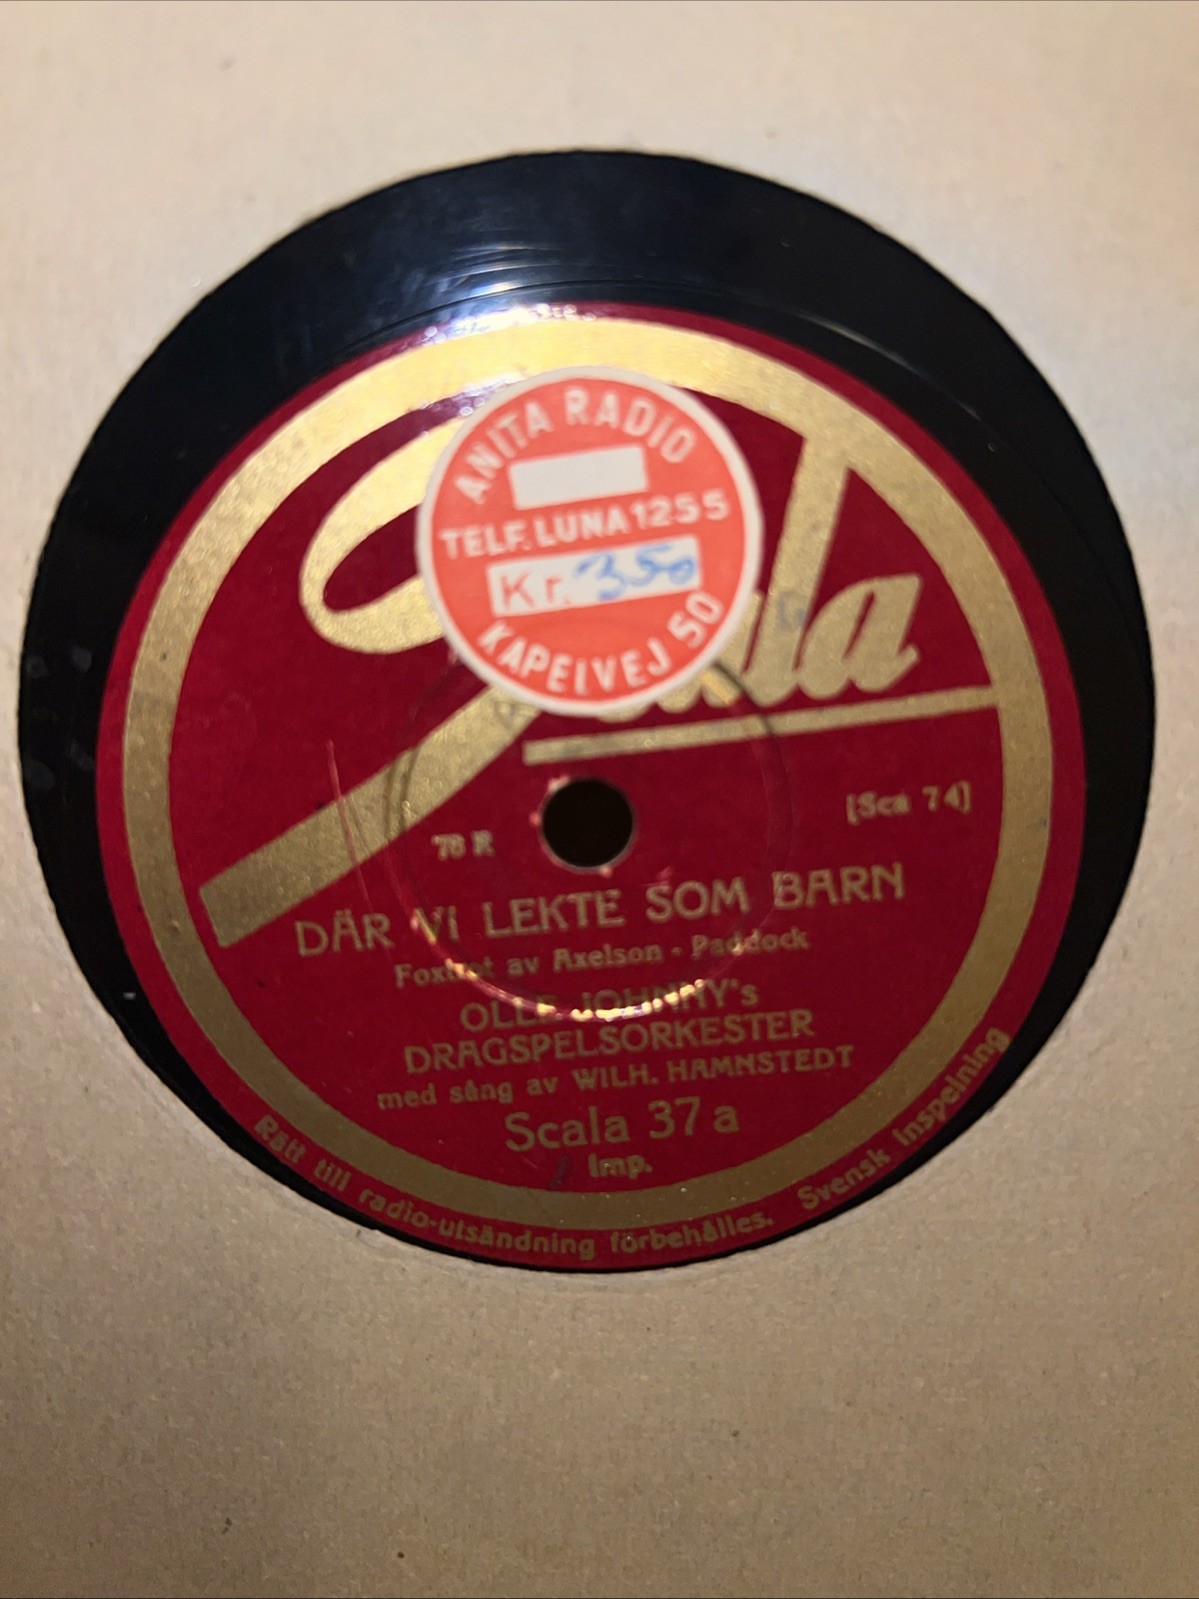 ANITA RADIO
TELF. LUNA 1255
Kr. 350
KAPELVEJ 50
Scala
[Sca 74]
78 R
DÄR VI LEKTE SOM BARN
Foxtrot av Axelson - Paddock
OLLE JOHNNY's
DRAGSPELSORKESTER
med sång av WILH. HAMNSTEDT
Scala 37 a
Imp.
Rätt till radio-utsändning förbehålles. Svensk inspelning